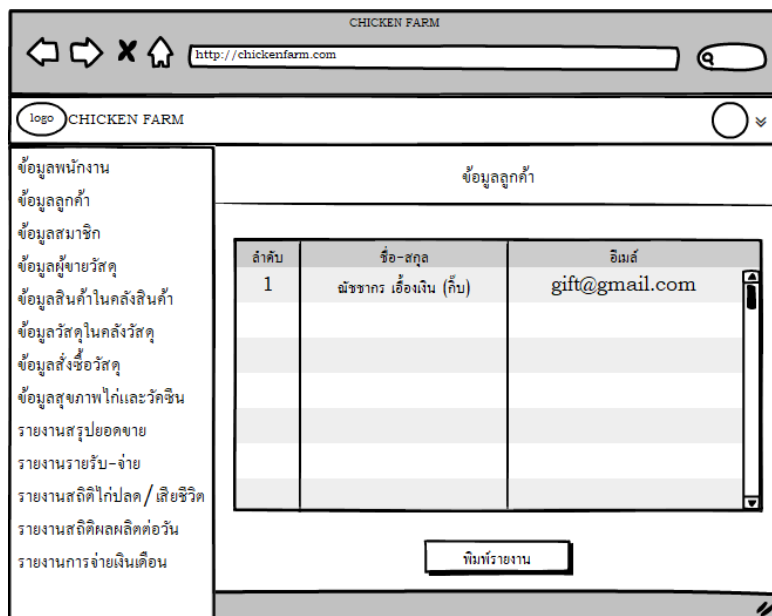 CHICKEN FARM
http://chickenfarm.com
logo CHICKEN FARM
ข้อมูลพนักงาน
ข้อมูลลูกค้า
ข้อมูลสมาชิก
ข้อมูลผู้ขายวัสดุ
ข้อมูลสินค้าในคลังสินค้า
ข้อมูลวัสดุในคลังวัสดุ
ข้อมูลสั่งซื้อวัสดุ
ข้อมูลสุขภาพไก่และวัคซีน
รายงานสรุปยอดขาย
รายงานรายรับ-จ่าย
รายงานสถิติไก่ปลด/เสียชีวิต
รายงานสถิติผลผลิตต่อวัน
รายงานการจ่ายเงินเดือน
ข้อมูลลูกค้า
ลำดับ ชื่อ-สกุล อีเมล์
1 ณัชชากร เอื้องเงิน (กิ๊บ) gift@gmail.com
พิมพ์รายงาน